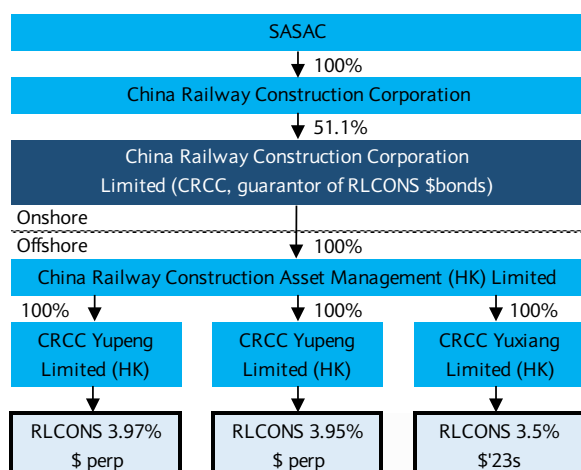 SASAC
100%
China Railway Construction Corporation
51.1%
China Railway Construction Corporation
Limited (CRCC, guarantor of RLCONS $bonds)
Onshore
Offshore
100%
China Railway Construction Asset Management (HK) Limited
100%
100%
100%
CRCC Yupeng
Limited (HK)
CRCC Yupeng
Limited (HK)
CRCC Yuxiang
Limited (HK)
RLCONS 3.97%
$ perp
RLCONS 3.95%
$ perp
RLCONS 3.5%
$'23s